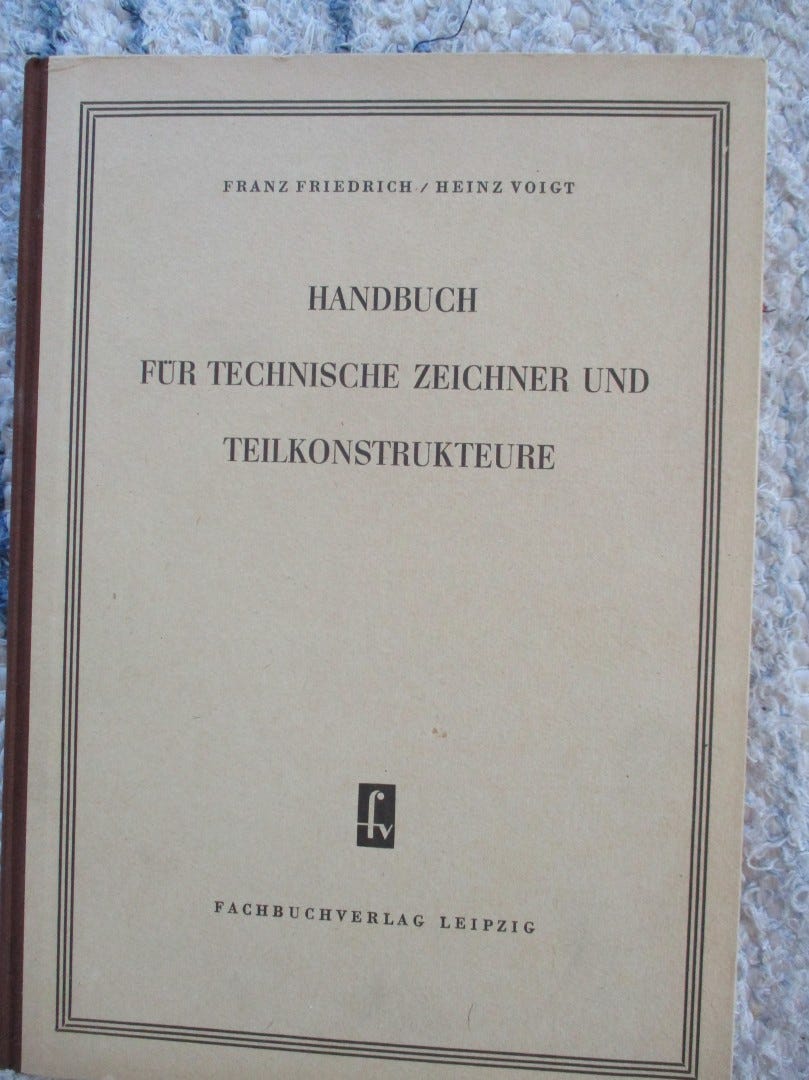 FRANZ FRIEDRICH / HEINZ VOIGT
HANDBUCH
FÜR TECHNISCHE ZEICHNER UND
TEILKONSTRUKTEURE
fv
FACHBUCHVERLAG LEIPZIG